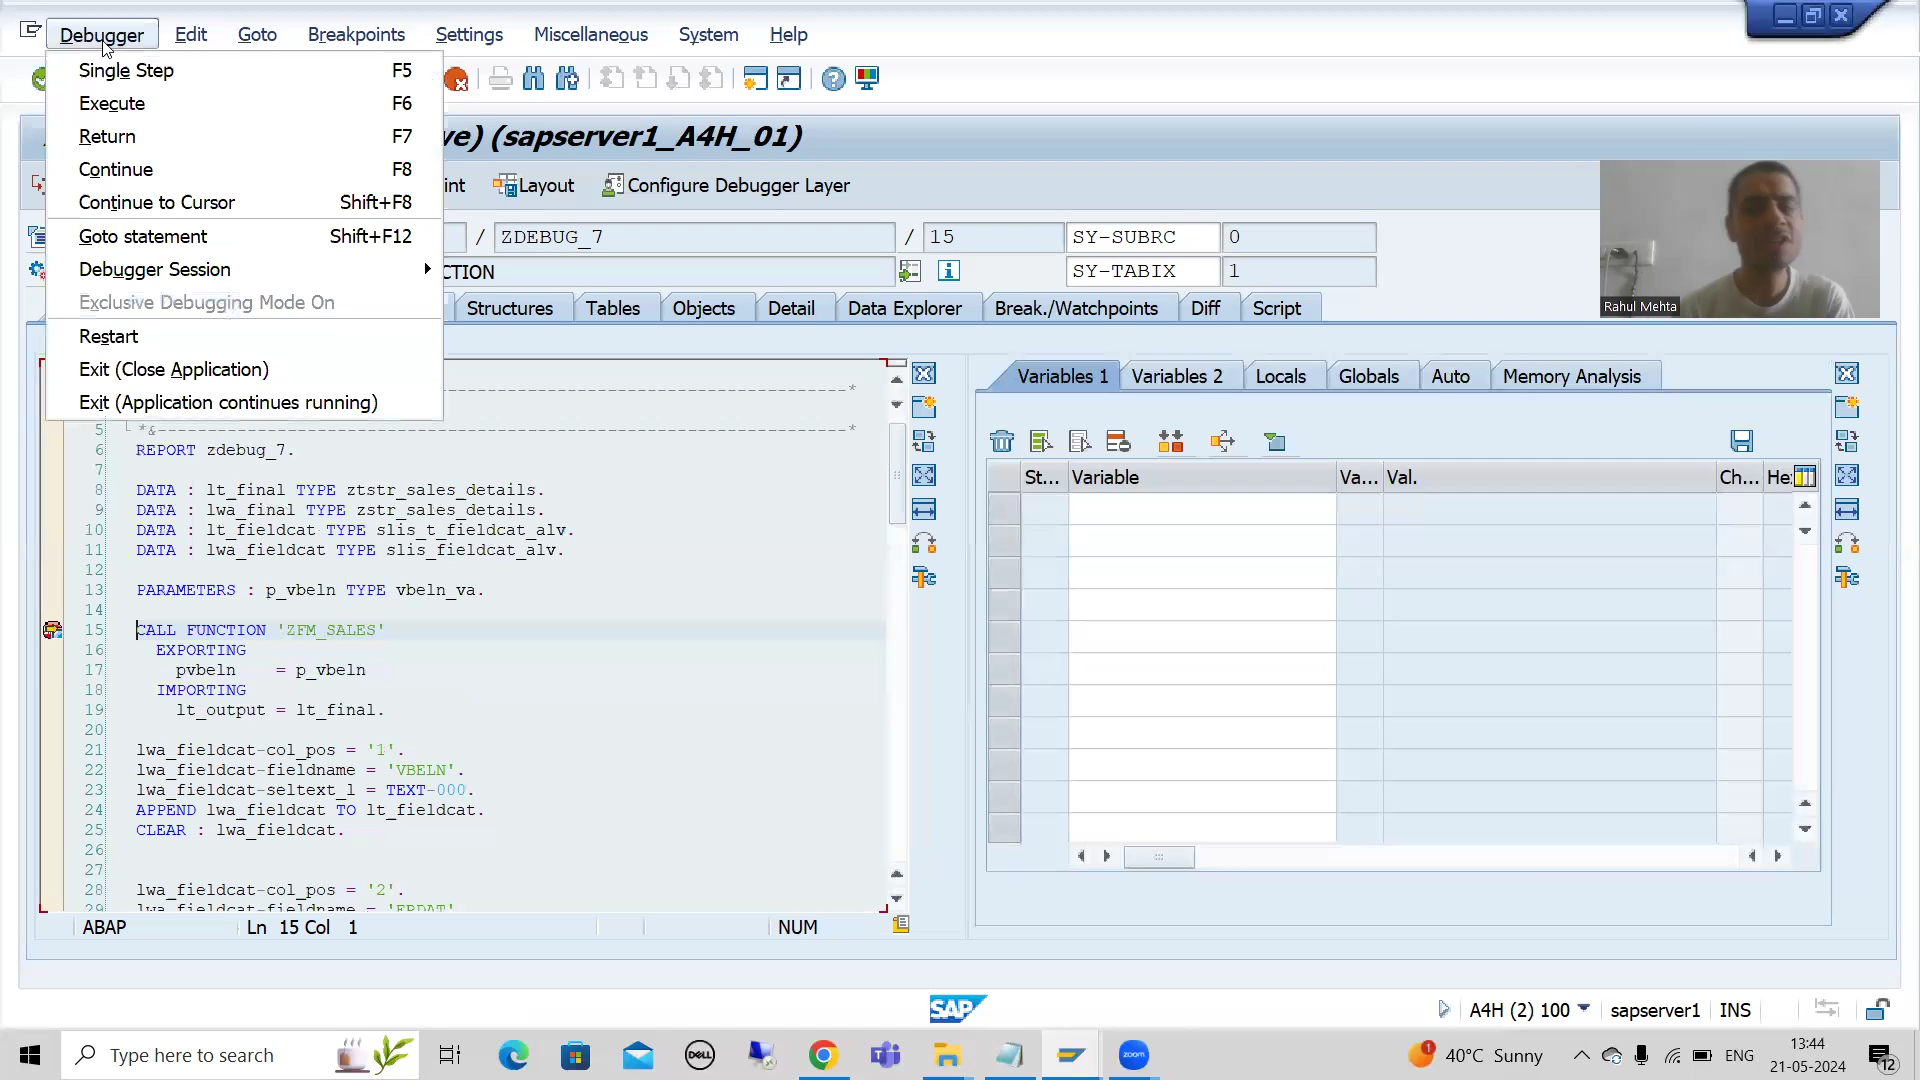 Debugger Edit Goto Breakpoints Settings Miscellaneous System Help
Single Step F5
Execute F6
Return F7
Continue F8
Continue to Cursor Shift+F8
Goto statement Shift+F12
Debugger Session
Exclusive Debugging Mode On
Restart
Exit (Close Application)
Exit (Application continues running)
ve) (sapserver1_A4H_01)
int Layout Configure Debugger Layer
/ ZDEBUG_7 / 15 SY-SUBRC 0
CTION SY-TABIX 1
Structures Tables Objects Detail Data Explorer Break./Watchpoints Diff Script
Rahul Mehta
Variables 1 Variables 2 Locals Globals Auto Memory Analysis
St... Variable Va... Val. Ch... He
---------------------------------------*
5 *&---------------------------------------------------------------------*
6 REPORT zdebug_7.
7
8 DATA : lt_final TYPE ztstr_sales_details.
9 DATA : lwa_final TYPE zstr_sales_details.
10 DATA : lt_fieldcat TYPE slis_t_fieldcat_alv.
11 DATA : lwa_fieldcat TYPE slis_fieldcat_alv.
12
13 PARAMETERS : p_vbeln TYPE vbeln_va.
14
15 CALL FUNCTION 'ZFM_SALES'
16 EXPORTING
17 pvbeln = p_vbeln
18 IMPORTING
19 lt_output = lt_final.
20
21 lwa_fieldcat-col_pos = '1'.
22 lwa_fieldcat-fieldname = 'VBELN'.
23 lwa_fieldcat-seltext_l = TEXT-000.
24 APPEND lwa_fieldcat TO lt_fieldcat.
25 CLEAR : lwa_fieldcat.
26
27
28 lwa_fieldcat-col_pos = '2'.
29 lwa_fieldcat-fieldname = 'ERDAT'
ABAP Ln 15 Col 1 NUM
SAP A4H (2) 100 sapserver1 INS
Type here to search DELL zoom 1 40°C Sunny ENG 13:44
21-05-2024 12